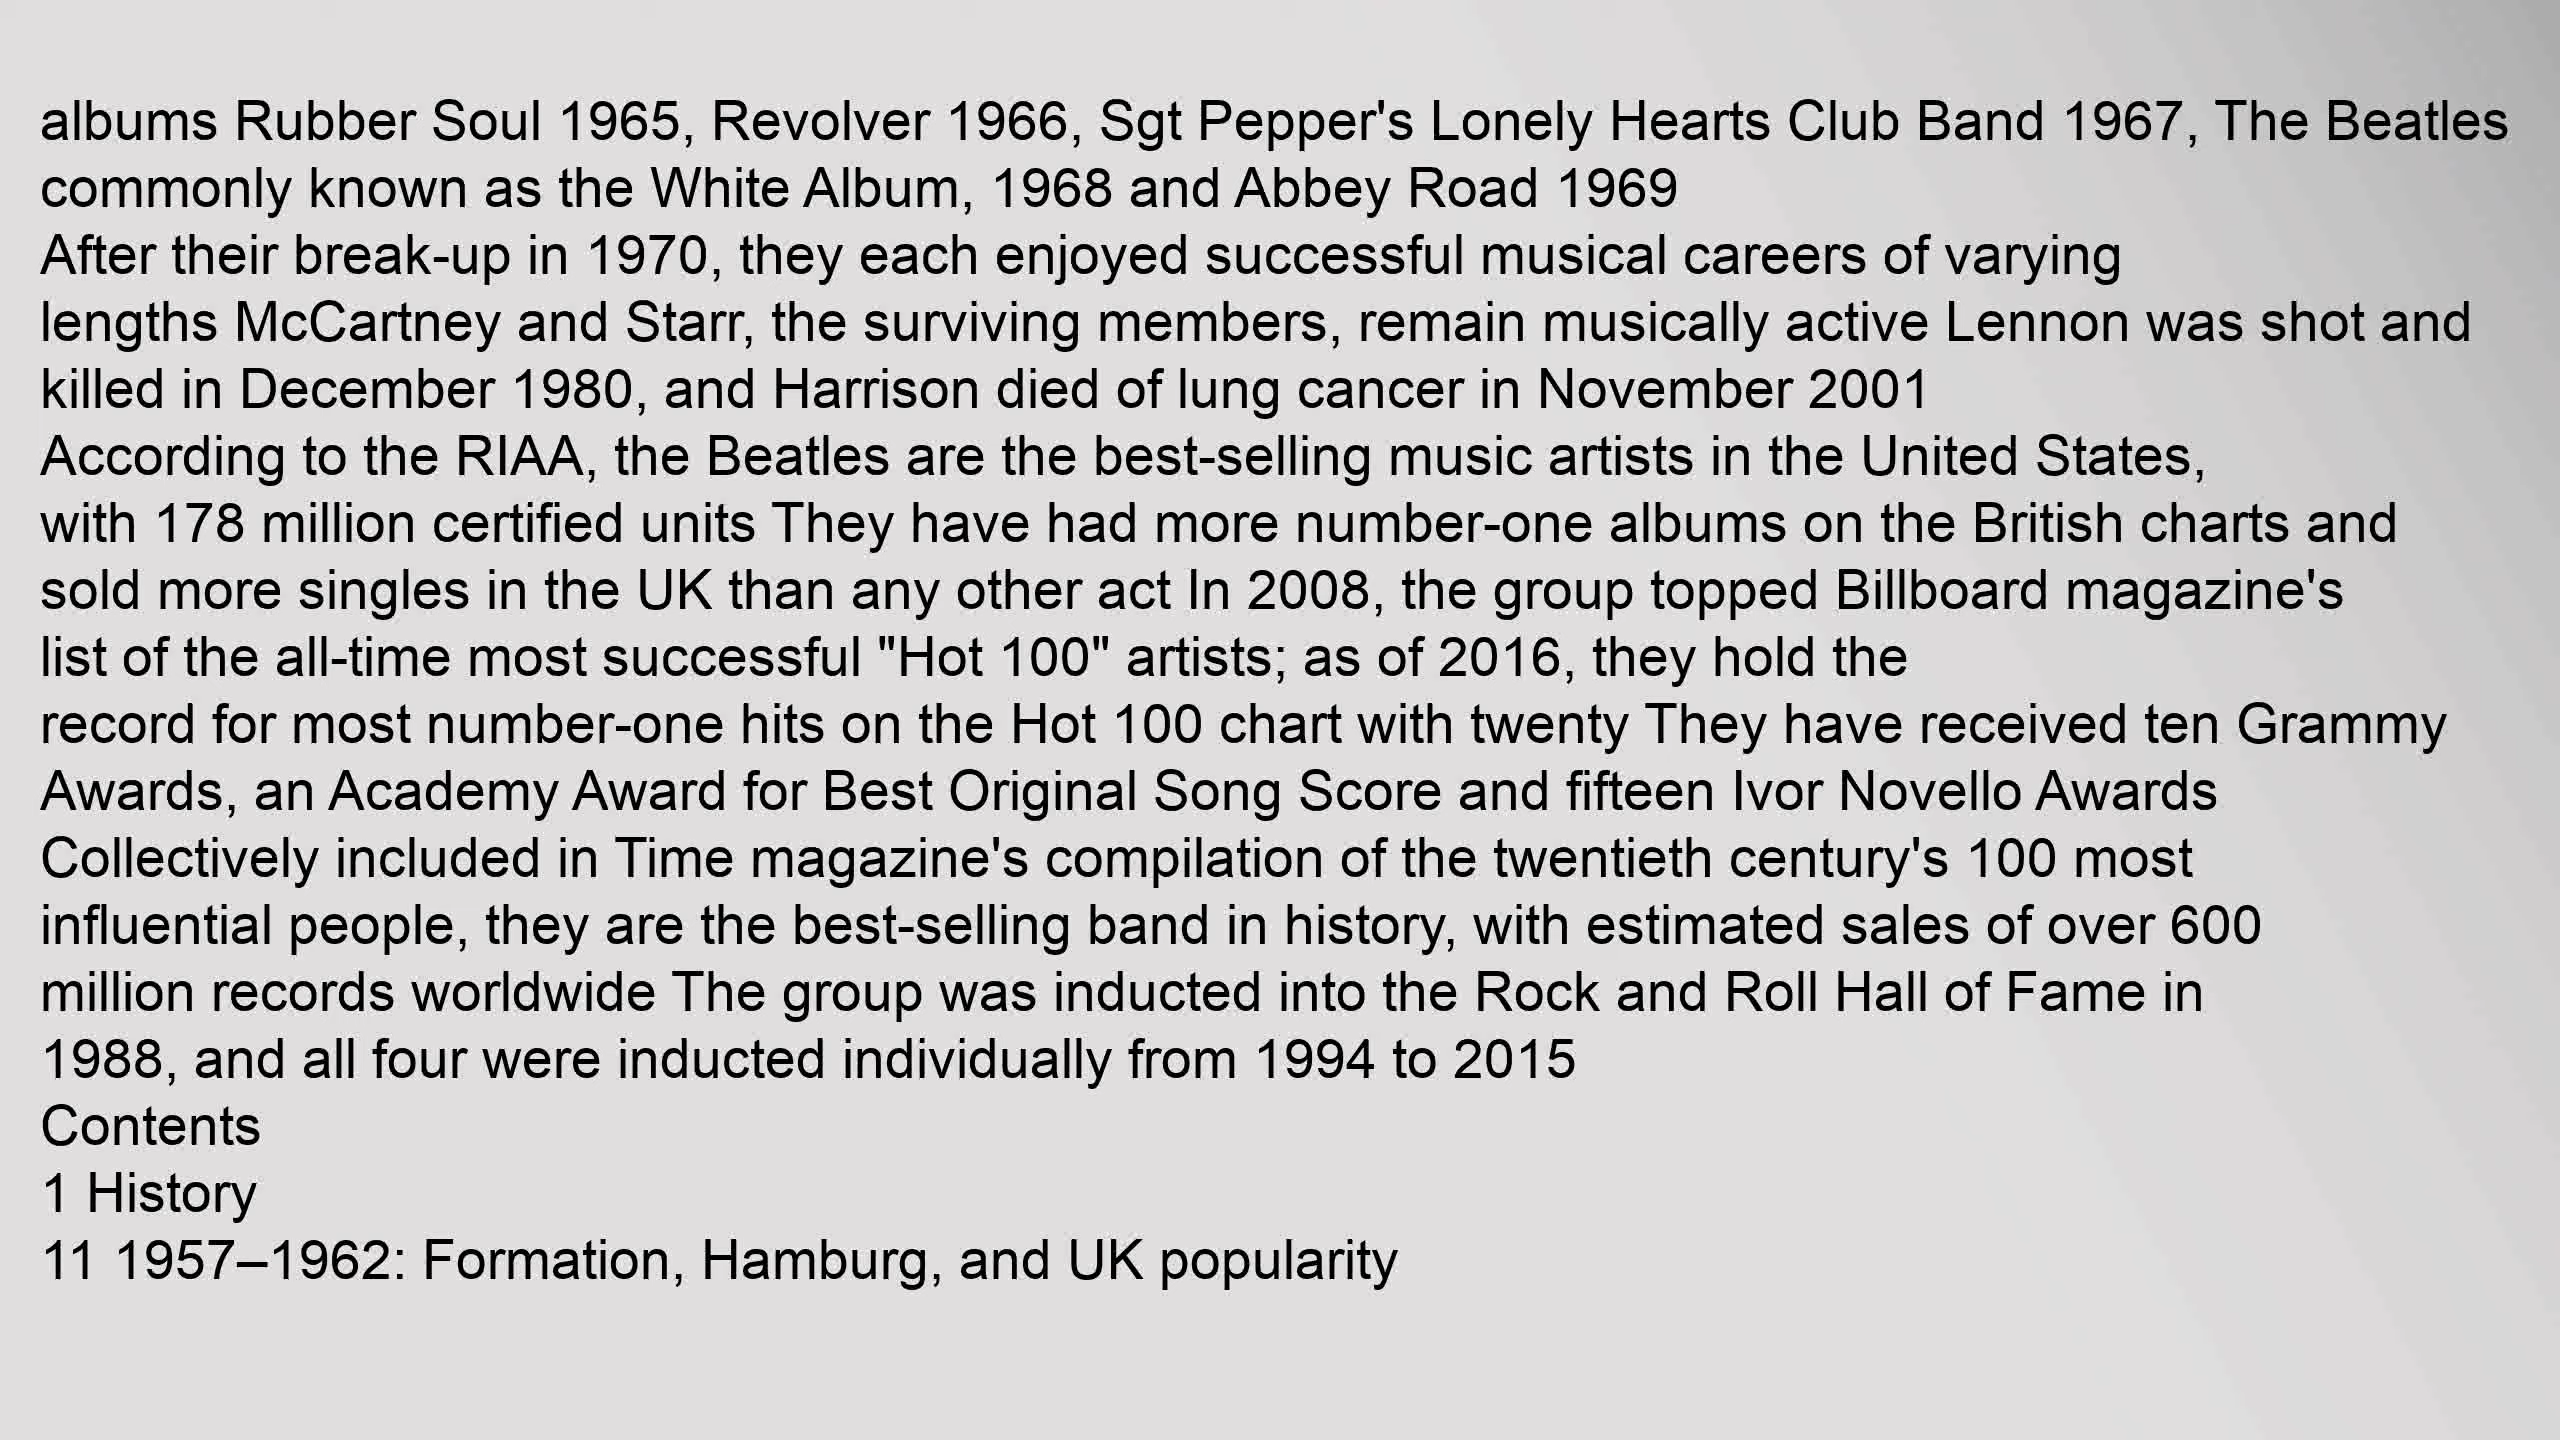 albums Rubber Soul 1965, Revolver 1966, Sgt Pepper's Lonely Hearts Club Band 1967, The Beatles
commonly known as the White Album, 1968 and Abbey Road 1969
After their break-up in 1970, they each enjoyed successful musical careers of varying
lengths McCartney and Starr, the surviving members, remain musically active Lennon was shot and
killed in December 1980, and Harrison died of lung cancer in November 2001
According to the RIAA, the Beatles are the best-selling music artists in the United States,
with 178 million certified units They have had more number-one albums on the British charts and
sold more singles in the UK than any other act In 2008, the group topped Billboard magazine's
list of the all-time most successful "Hot 100" artists; as of 2016, they hold the
record for most number-one hits on the Hot 100 chart with twenty They have received ten Grammy
Awards, an Academy Award for Best Original Song Score and fifteen Ivor Novello Awards
Collectively included in Time magazine's compilation of the twentieth century's 100 most
influential people, they are the best-selling band in history, with estimated sales of over 600
million records worldwide The group was inducted into the Rock and Roll Hall of Fame in
1988, and all four were inducted individually from 1994 to 2015
Contents
1 History
11 1957–1962: Formation, Hamburg, and UK popularity